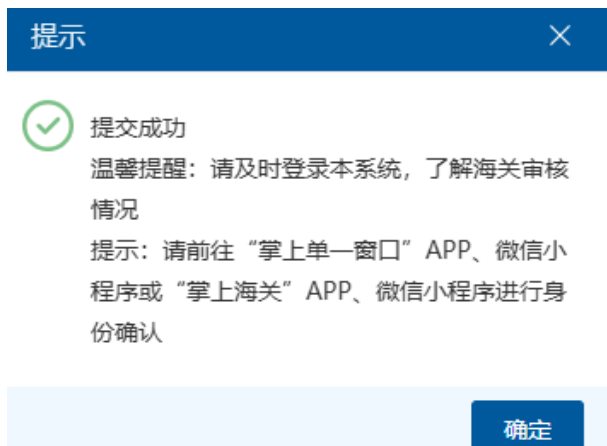 提示
提交成功
温馨提醒：请及时登录本系统，了解海关审核
情况
提示：请前往“掌上单一窗口”APP、微信小
程序或“掌上海关”APP、微信小程序进行身
份确认
确定